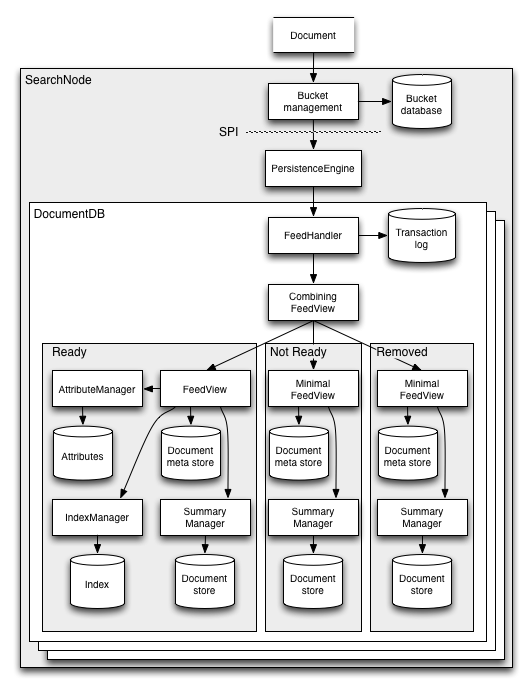 Document
SearchNode
Bucket
management
Bucket
database
SPI
PersistenceEngine
DocumentDB
FeedHandler
Transaction
log
Combining
FeedView
Ready
Not Ready
Removed
AttributeManager
FeedView
Minimal
FeedView
Minimal
FeedView
Attributes
Document
meta store
Document
meta store
Document
meta store
IndexManager
Summary
Manager
Summary
Manager
Summary
Manager
Index
Document
store
Document
store
Document
store